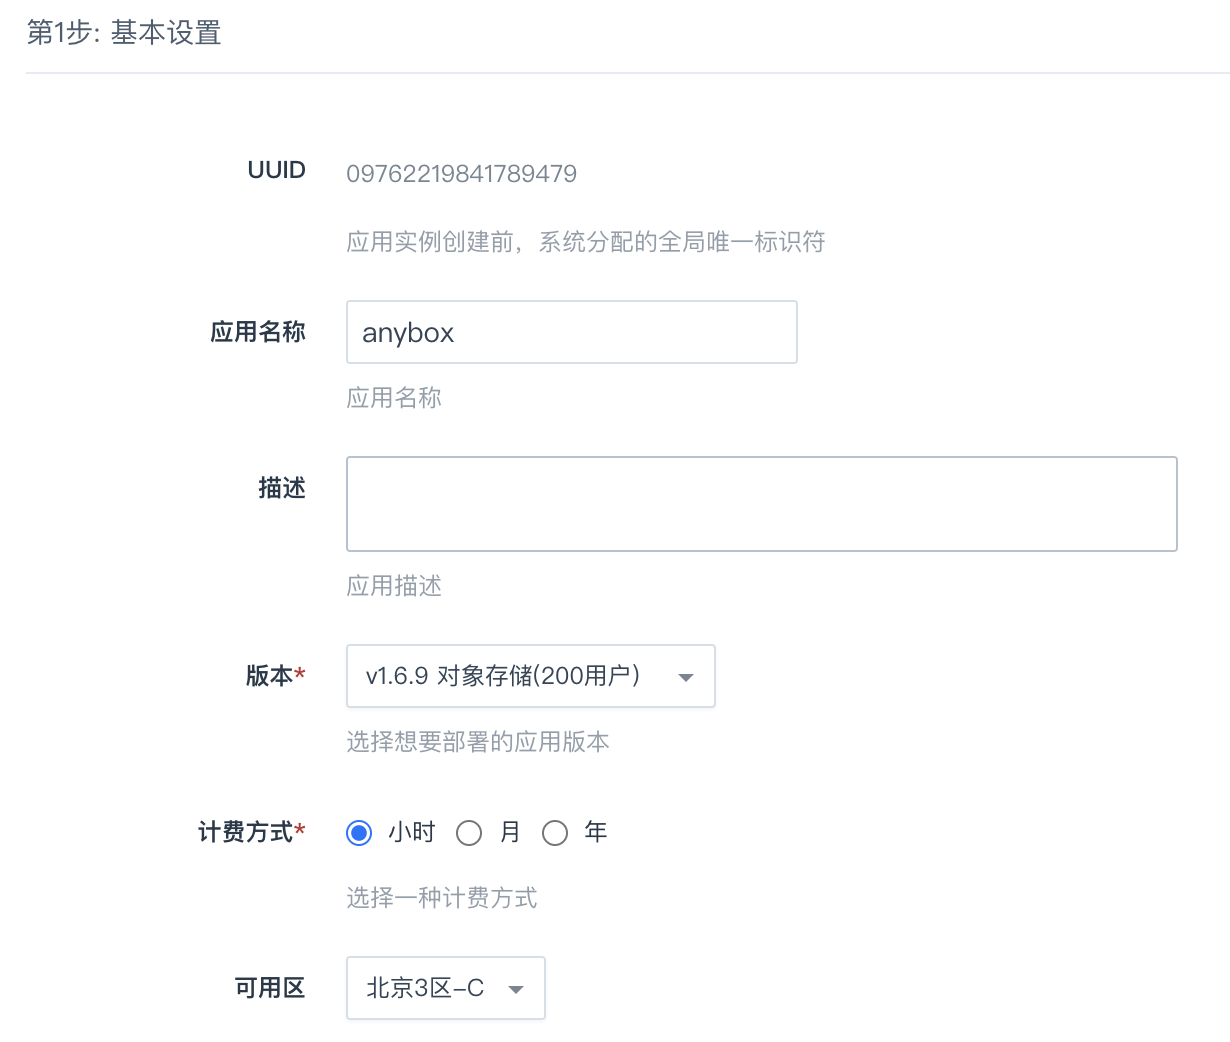 第1步: 基本设置
UUID 09762219841789479
应用实例创建前，系统分配的全局唯一标识符
应用名称 anybox
应用名称
描述
应用描述
版本* v1.6.9 对象存储(200用户)
选择想要部署的应用版本
计费方式* 小时 月 年
选择一种计费方式
可用区 北京3区-C